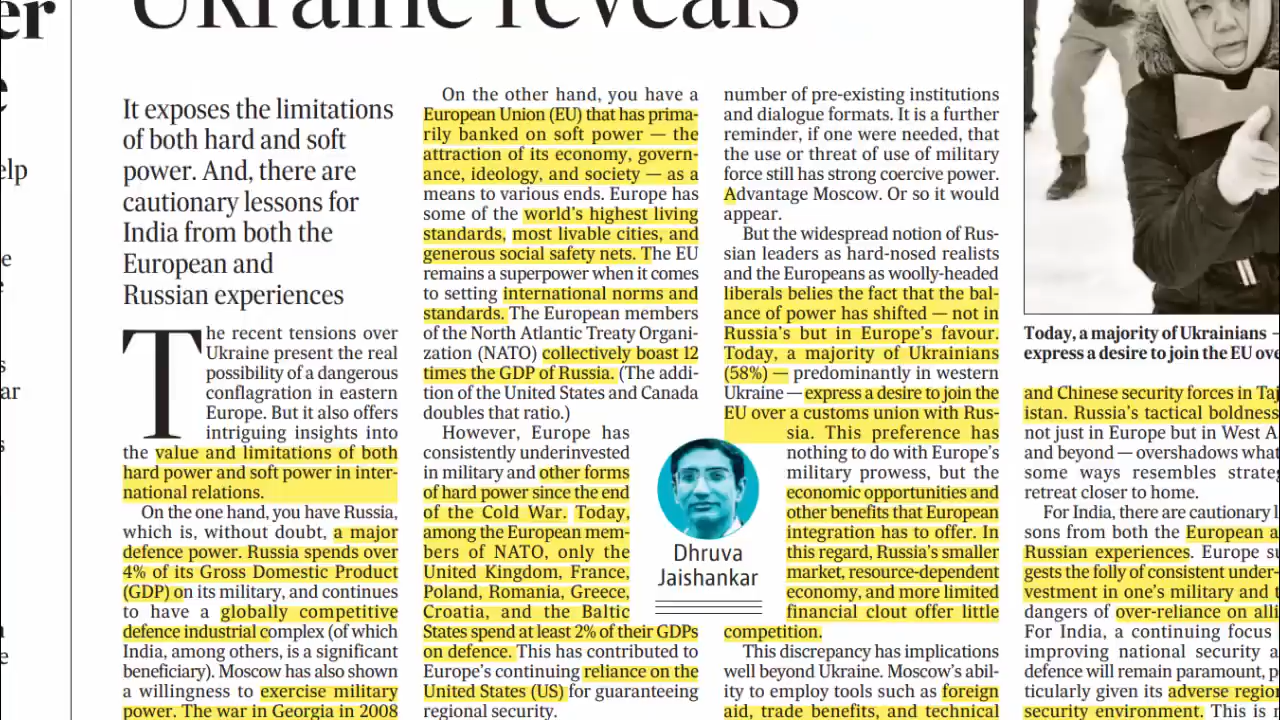 er
e
elp
Ukraine reveals
It exposes the limitations
of both hard and soft
power. And, there are
cautionary lessons for
India from both the
European and
Russian experiences
The recent tensions over
Ukraine present the real
possibility of a dangerous
conflagration in eastern
Europe. But it also offers
intriguing insights into
the value and limitations of both
hard power and soft power in inter-
national relations.
On the one hand, you have Russia,
which is, without doubt, a major
defence power. Russia spends over
4% of its Gross Domestic Product
(GDP) on its military, and continues
to have a globally competitive
defence industrial complex (of which
India, among others, is a significant
beneficiary). Moscow has also shown
a willingness to exercise military
power. The war in Georgia in 2008
On the other hand, you have a
European Union (EU) that has prima-
rily banked on soft power — the
attraction of its economy, govern-
ance, ideology, and society — as a
means to various ends. Europe has
some of the world's highest living
standards, most livable cities, and
generous social safety nets. The EU
remains a superpower when it comes
to setting international norms and
standards. The European members
of the North Atlantic Treaty Organi-
zation (NATO) collectively boast 12
times the GDP of Russia. (The addi-
tion of the United States and Canada
doubles that ratio.)
However, Europe has
consistently underinvested
in military and other forms
of hard power since the end
of the Cold War. Today,
among the European mem-
bers of NATO, only the
United Kingdom, France,
Poland, Romania, Greece,
Croatia, and the Baltic
States spend at least 2% of their GDPs
on defence. This has contributed to
Europe's continuing reliance on the
United States (US) for guaranteeing
regional security.
Dhruva
Jaishankar
number of pre-existing institutions
and dialogue formats. It is a further
reminder, if one were needed, that
the use or threat of use of military
force still has strong coercive power.
Advantage Moscow. Or so it would
appear.
But the widespread notion of Rus-
sian leaders as hard-nosed realists
and the Europeans as woolly-headed
liberals belies the fact that the bal-
ance of power has shifted — not in
Russia's but in Europe's favour.
Today, a majority of Ukrainians
(58%) — predominantly in western
Ukraine — express a desire to join the
EU over a customs union with Rus-
sia. This preference has
nothing to do with Europe's
military prowess, but the
economic opportunities and
other benefits that European
integration has to offer. In
this regard, Russia's smaller
market, resource-dependent
economy, and more limited
financial clout offer little
competition.
This discrepancy has implications
well beyond Ukraine. Moscow's abil-
ity to employ tools such as foreign
aid, trade benefits, and technical
Today, a majority of Ukrainians
express a desire to join the EU ove
and Chinese security forces in Taj
istan. Russia's tactical boldness
not just in Europe but in West A
and beyond — overshadows what
some ways resembles strate
retreat closer to home.
For India, there are cautionary l
sons from both the European a
Russian experiences. Europe su
gests the folly of consistent under-
vestment in one's military and t
dangers of over-reliance on alli
For India, a continuing focus
improving national security a
defence will remain paramount, p
ticularly given its adverse regio
security environment. This is